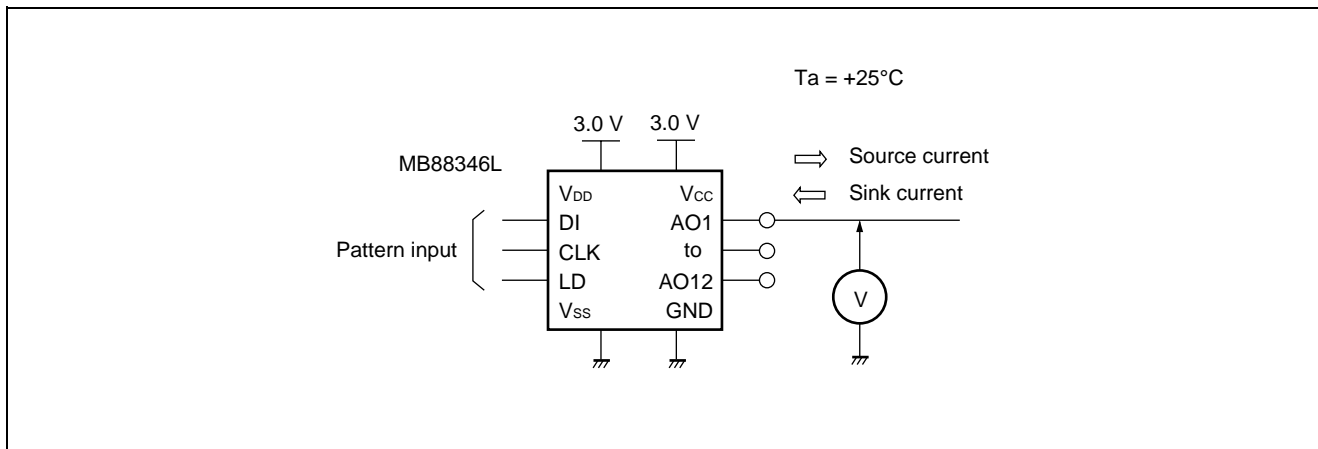 Ta = +25°C
3.0 V 3.0 V
MB88346L
Source current
Sink current
VDD VCC
DI AO1
Pattern input
CLK to
LD AO12
VSS GND
V